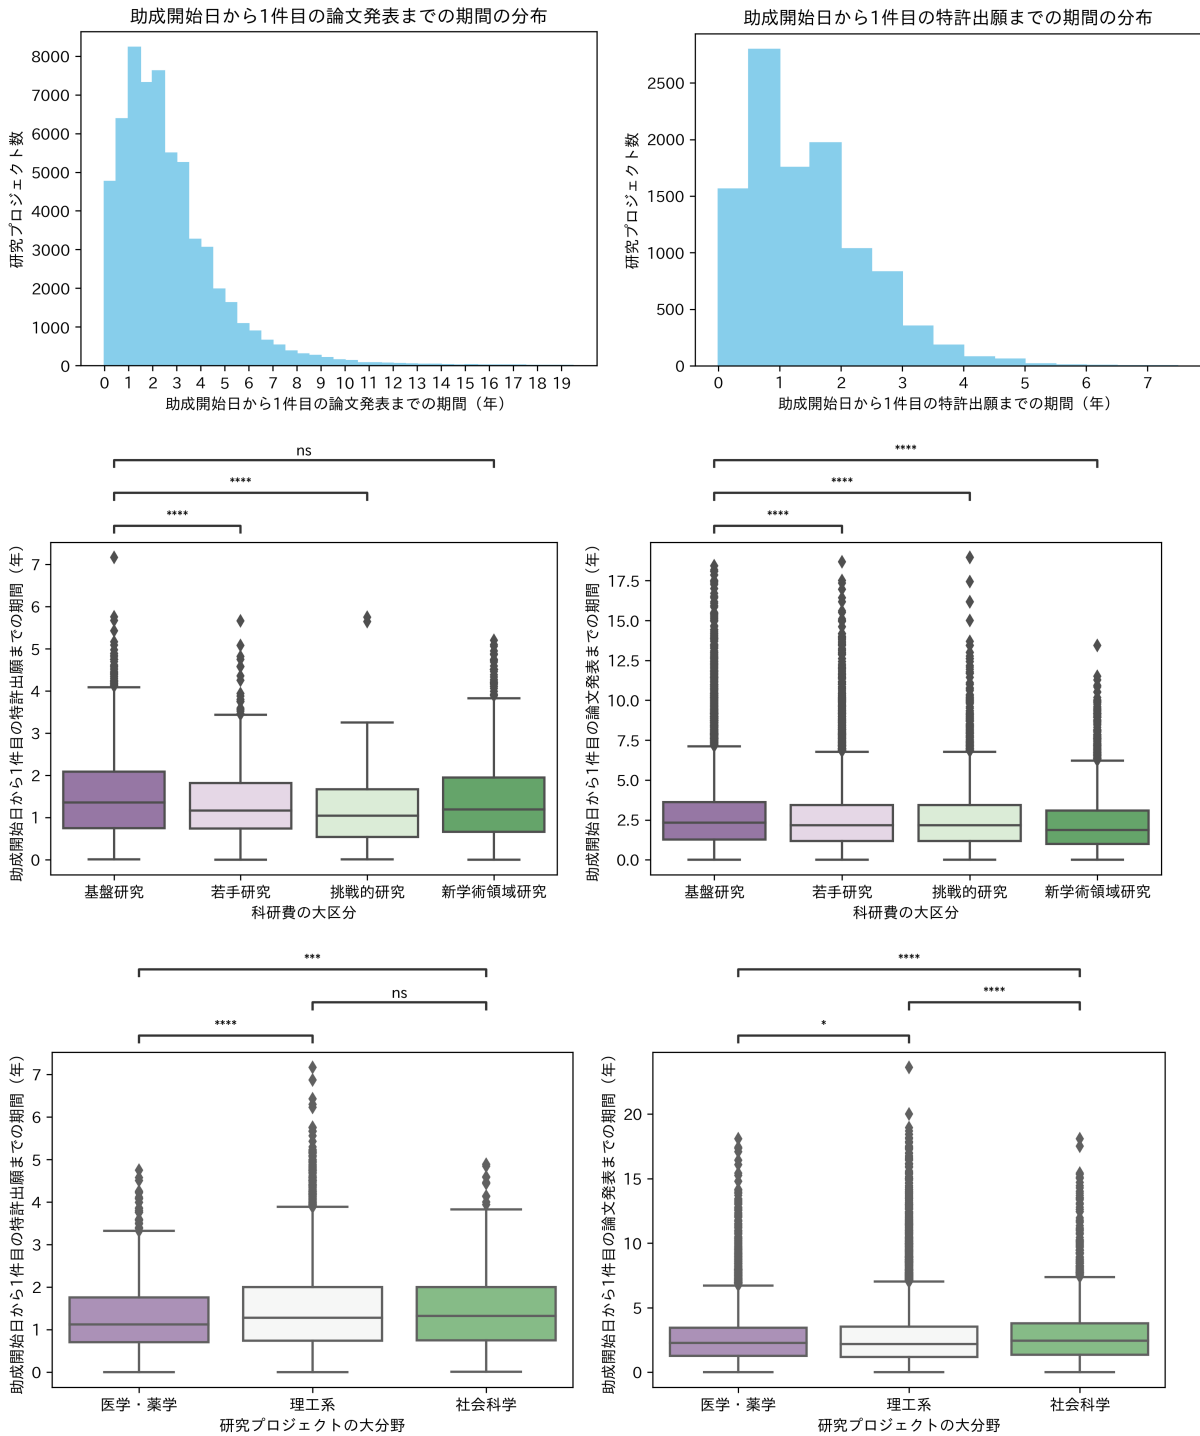 助成開始日から1件目の論文発表までの期間の分布
8000
7000
6000
5000
4000
3000
2000
1000
0
研究プロジェクト数
0 1 2 3 4 5 6 7 8 9 10 11 12 13 14 15 16 17 18 19
助成開始日から1件目の論文発表までの期間（年）
助成開始日から1件目の特許出願までの期間の分布
2500
2000
1500
1000
500
0
研究プロジェクト数
0 1 2 3 4 5 6 7
助成開始日から1件目の特許出願までの期間（年）
ns
****
****
7
6
5
4
3
2
1
0
助成開始日から1件目の特許出願までの期間（年）
基盤研究 若手研究 挑戦的研究 新学術領域研究
科研費の大区分
****
****
****
17.5
15.0
12.5
10.0
7.5
5.0
2.5
0.0
助成開始日から1件目の論文発表までの期間（年）
基盤研究 若手研究 挑戦的研究 新学術領域研究
科研費の大区分
***
ns
****
7
6
5
4
3
2
1
0
助成開始日から1件目の特許出願までの期間（年）
医学・薬学 理工系 社会科学
研究プロジェクトの大分野
****
****
*
20
15
10
5
0
助成開始日から1件目の論文発表までの期間（年）
医学・薬学 理工系 社会科学
研究プロジェクトの大分野